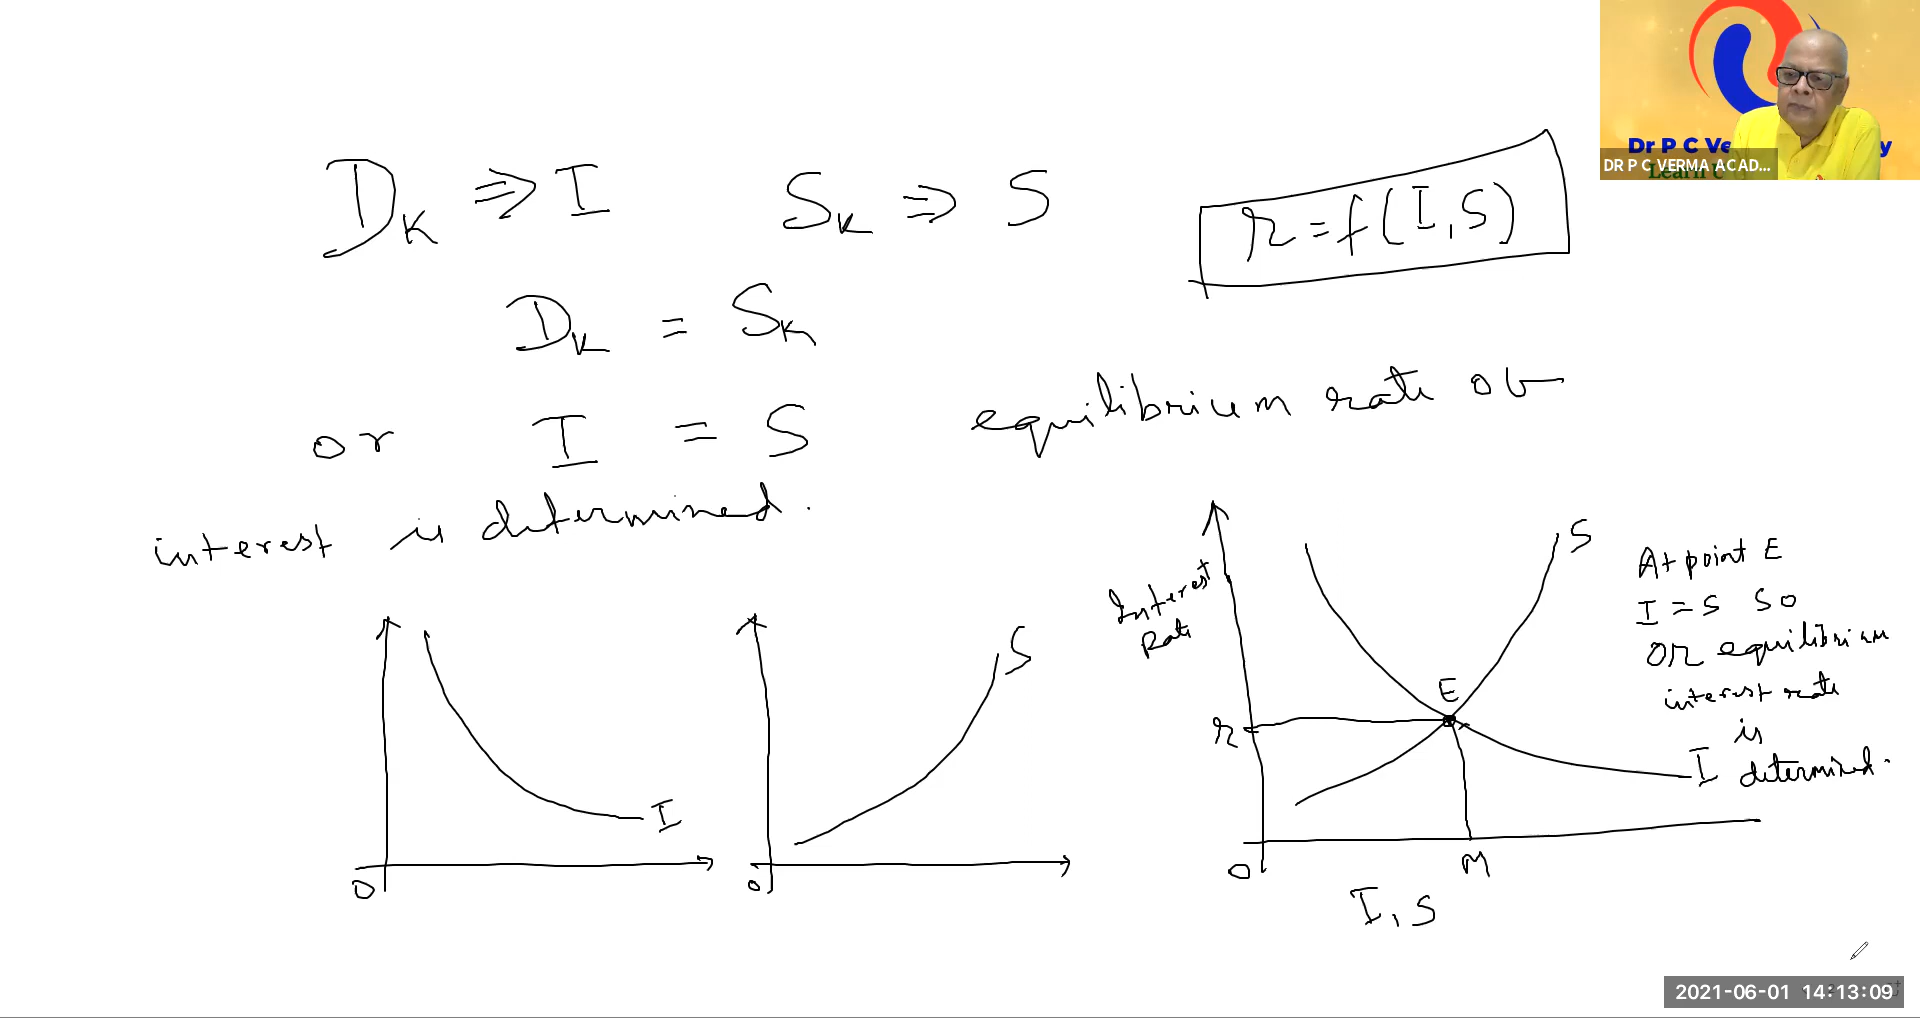 D_K ⇒ I   S_K ⇒ S   r = f(I, S)
D_K = S_K
or I = S   equilibrium rate of
interest is determined.
I
O
S
O
Interest
Rate
S
E
r
I
O
M
I, S
At point E
I = S So
Or equilibrium
interest rate
is
determined.
Dr P C Ve
y
DR P C VERMA ACAD...
2021-06-01 14:13:09